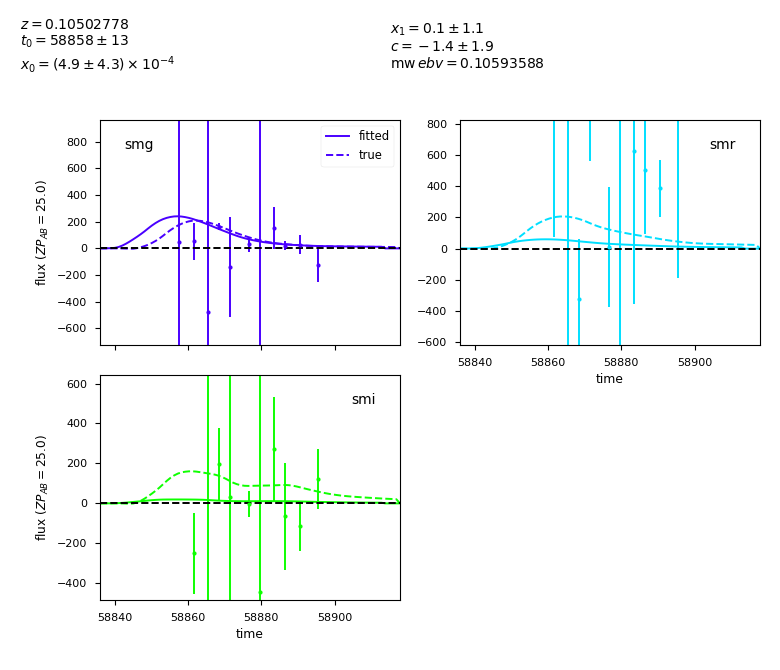 z = 0.10502778
t₀ = 58858 ± 13
x₀ = (4.9 ± 4.3) × 10⁻⁴
x₁ = 0.1 ± 1.1
c = −1.4 ± 1.9
mw ebv = 0.10593588
smg
fitted
true
800
600
400
200
0
−200
−400
−600
flux (ZP_AB = 25.0)
smr
800
600
400
200
0
−200
−400
−600
58840 58860 58880 58900
time
smi
600
400
200
0
−200
−400
flux (ZP_AB = 25.0)
58840 58860 58880 58900
time